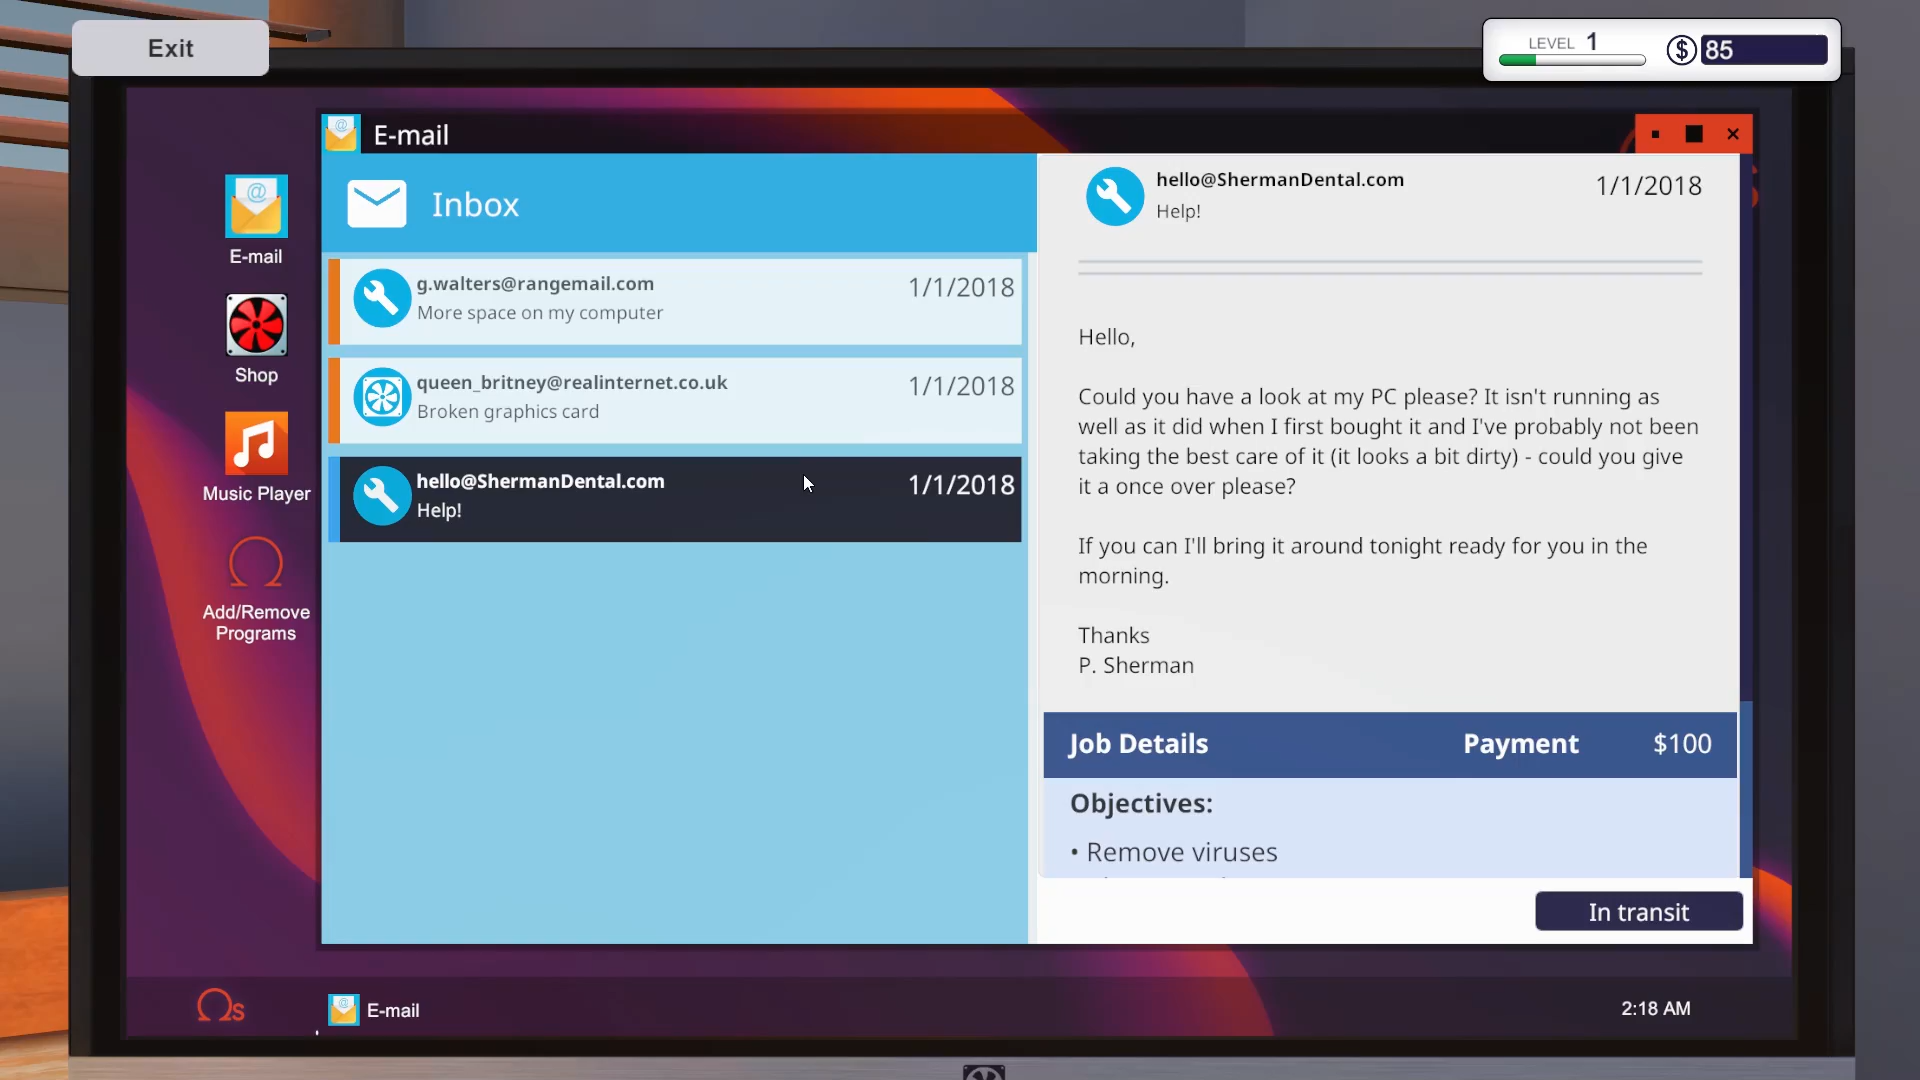 Exit
LEVEL 1
$ 85
E-mail
Inbox
g.walters@rangemail.com
1/1/2018
More space on my computer
queen_britney@realinternet.co.uk
1/1/2018
Broken graphics card
hello@ShermanDental.com
1/1/2018
Help!
hello@ShermanDental.com
1/1/2018
Help!
Hello,
Could you have a look at my PC please? It isn't running as
well as it did when I first bought it and I've probably not been
taking the best care of it (it looks a bit dirty) - could you give
it a once over please?
If you can I'll bring it around tonight ready for you in the
morning.
Thanks
P. Sherman
Job Details
Payment
$100
Objectives:
• Remove viruses
In transit
E-mail
Shop
Music Player
Add/Remove
Programs
Ωs
E-mail
2:18 AM